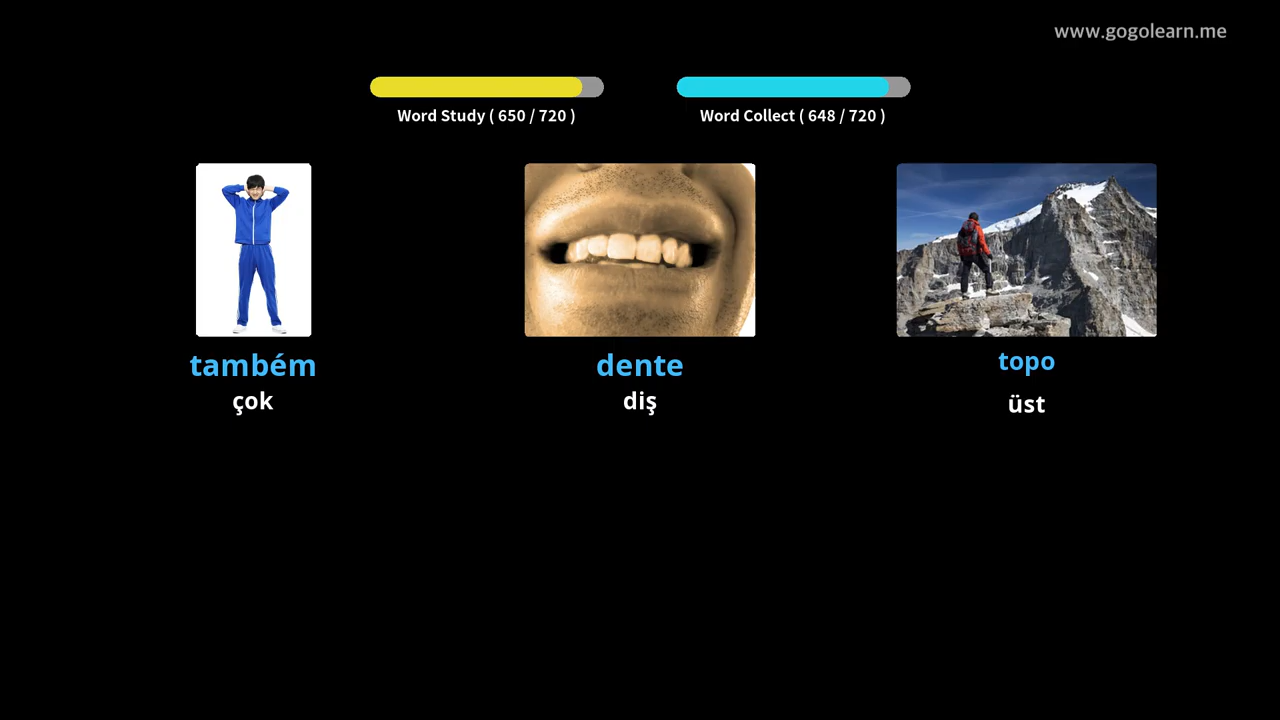 www.gogolearn.me
Word Study ( 650 / 720 )
Word Collect ( 648 / 720 )
também
dente
topo
çok
diş
üst